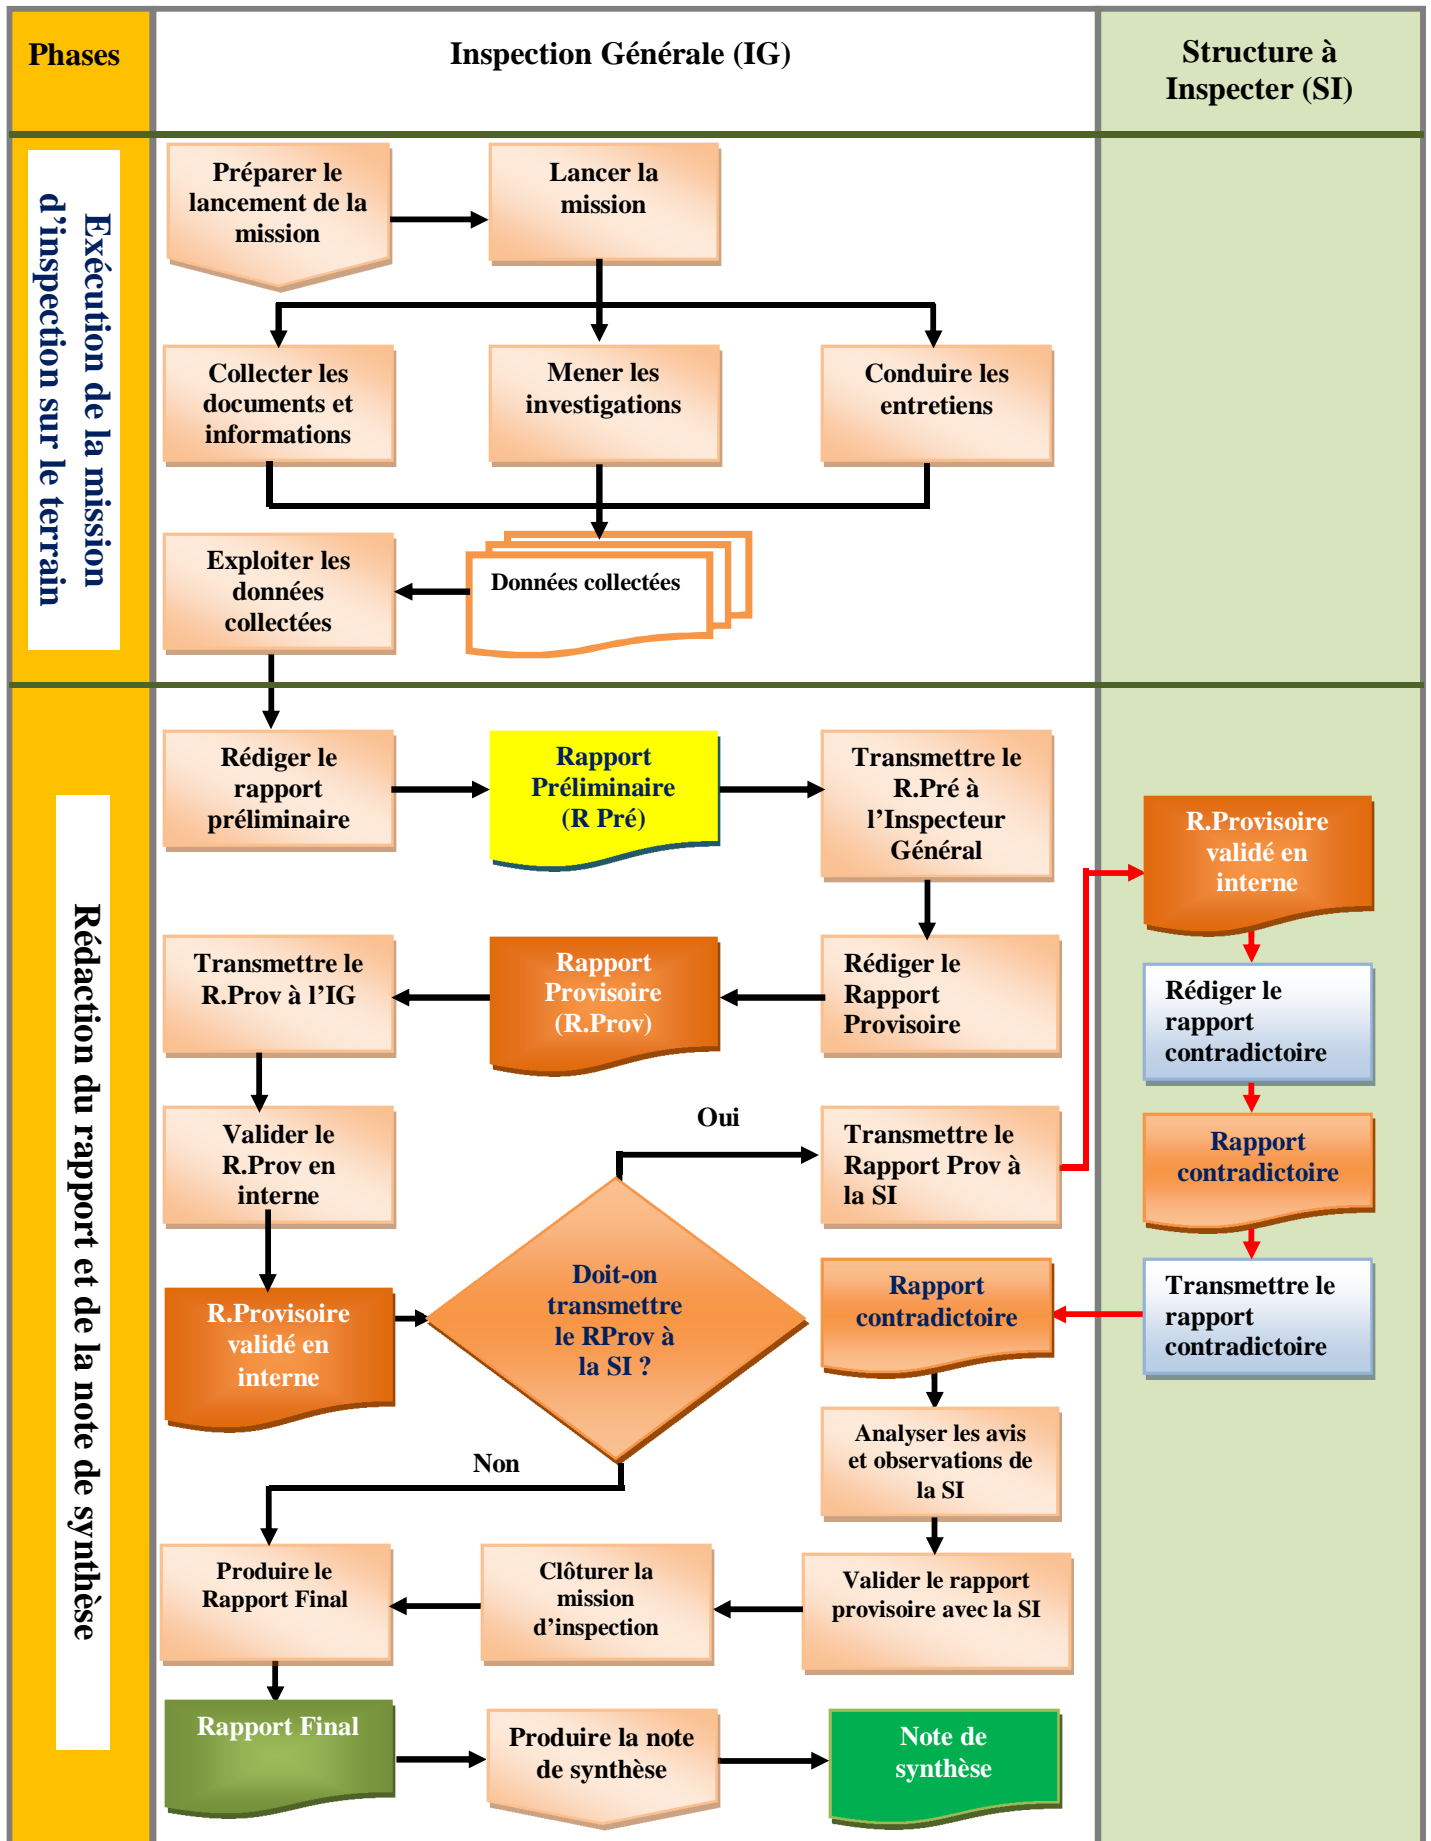 Phases
Inspection Générale (IG)
Structure à
Inspecter (SI)
Exécution de la mission
d’inspection sur le terrain
Préparer le
lancement de la
mission
Lancer la
mission
Collecter les
documents et
informations
Mener les
investigations
Conduire les
entretiens
Exploiter les
données
collectées
Données collectées
Rédaction du rapport et de la note de synthèse
Rédiger le
rapport
préliminaire
Rapport
Préliminaire
(R Pré)
Transmettre le
R.Pré à
l’Inspecteur
Général
R.Provisoire
validé en
interne
Transmettre le
R.Prov à l’IG
Rapport
Provisoire
(R.Prov)
Rédiger le
Rapport
Provisoire
Rédiger le
rapport
contradictoire
Valider le
R.Prov en
interne
Oui
Transmettre le
Rapport Prov à
la SI
Rapport
contradictoire
R.Provisoire
validé en
interne
Doit-on
transmettre
le RProv à
la SI ?
Rapport
contradictoire
Transmettre le
rapport
contradictoire
Non
Analyser les avis
et observations de
la SI
Produire le
Rapport Final
Clôturer la
mission
d’inspection
Valider le rapport
provisoire avec la SI
Rapport Final
Produire la note
de synthèse
Note de
synthèse